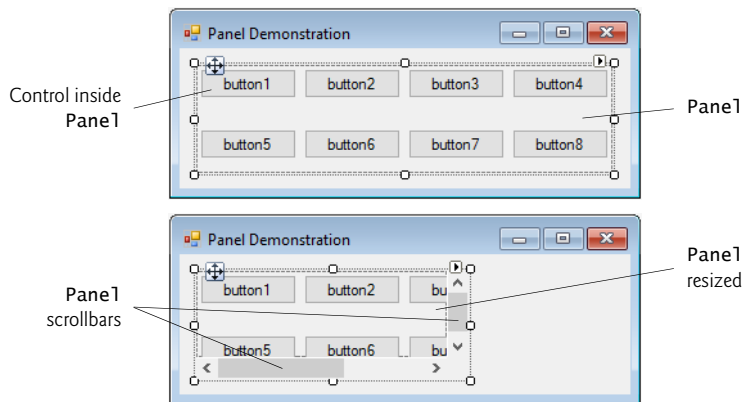 Panel Demonstration
Control inside
Panel
button1 button2 button3 button4
Panel
button5 button6 button7 button8
Panel Demonstration
Panel
resized
button1 button2 bu
Panel
scrollbars
button5 button6 bu